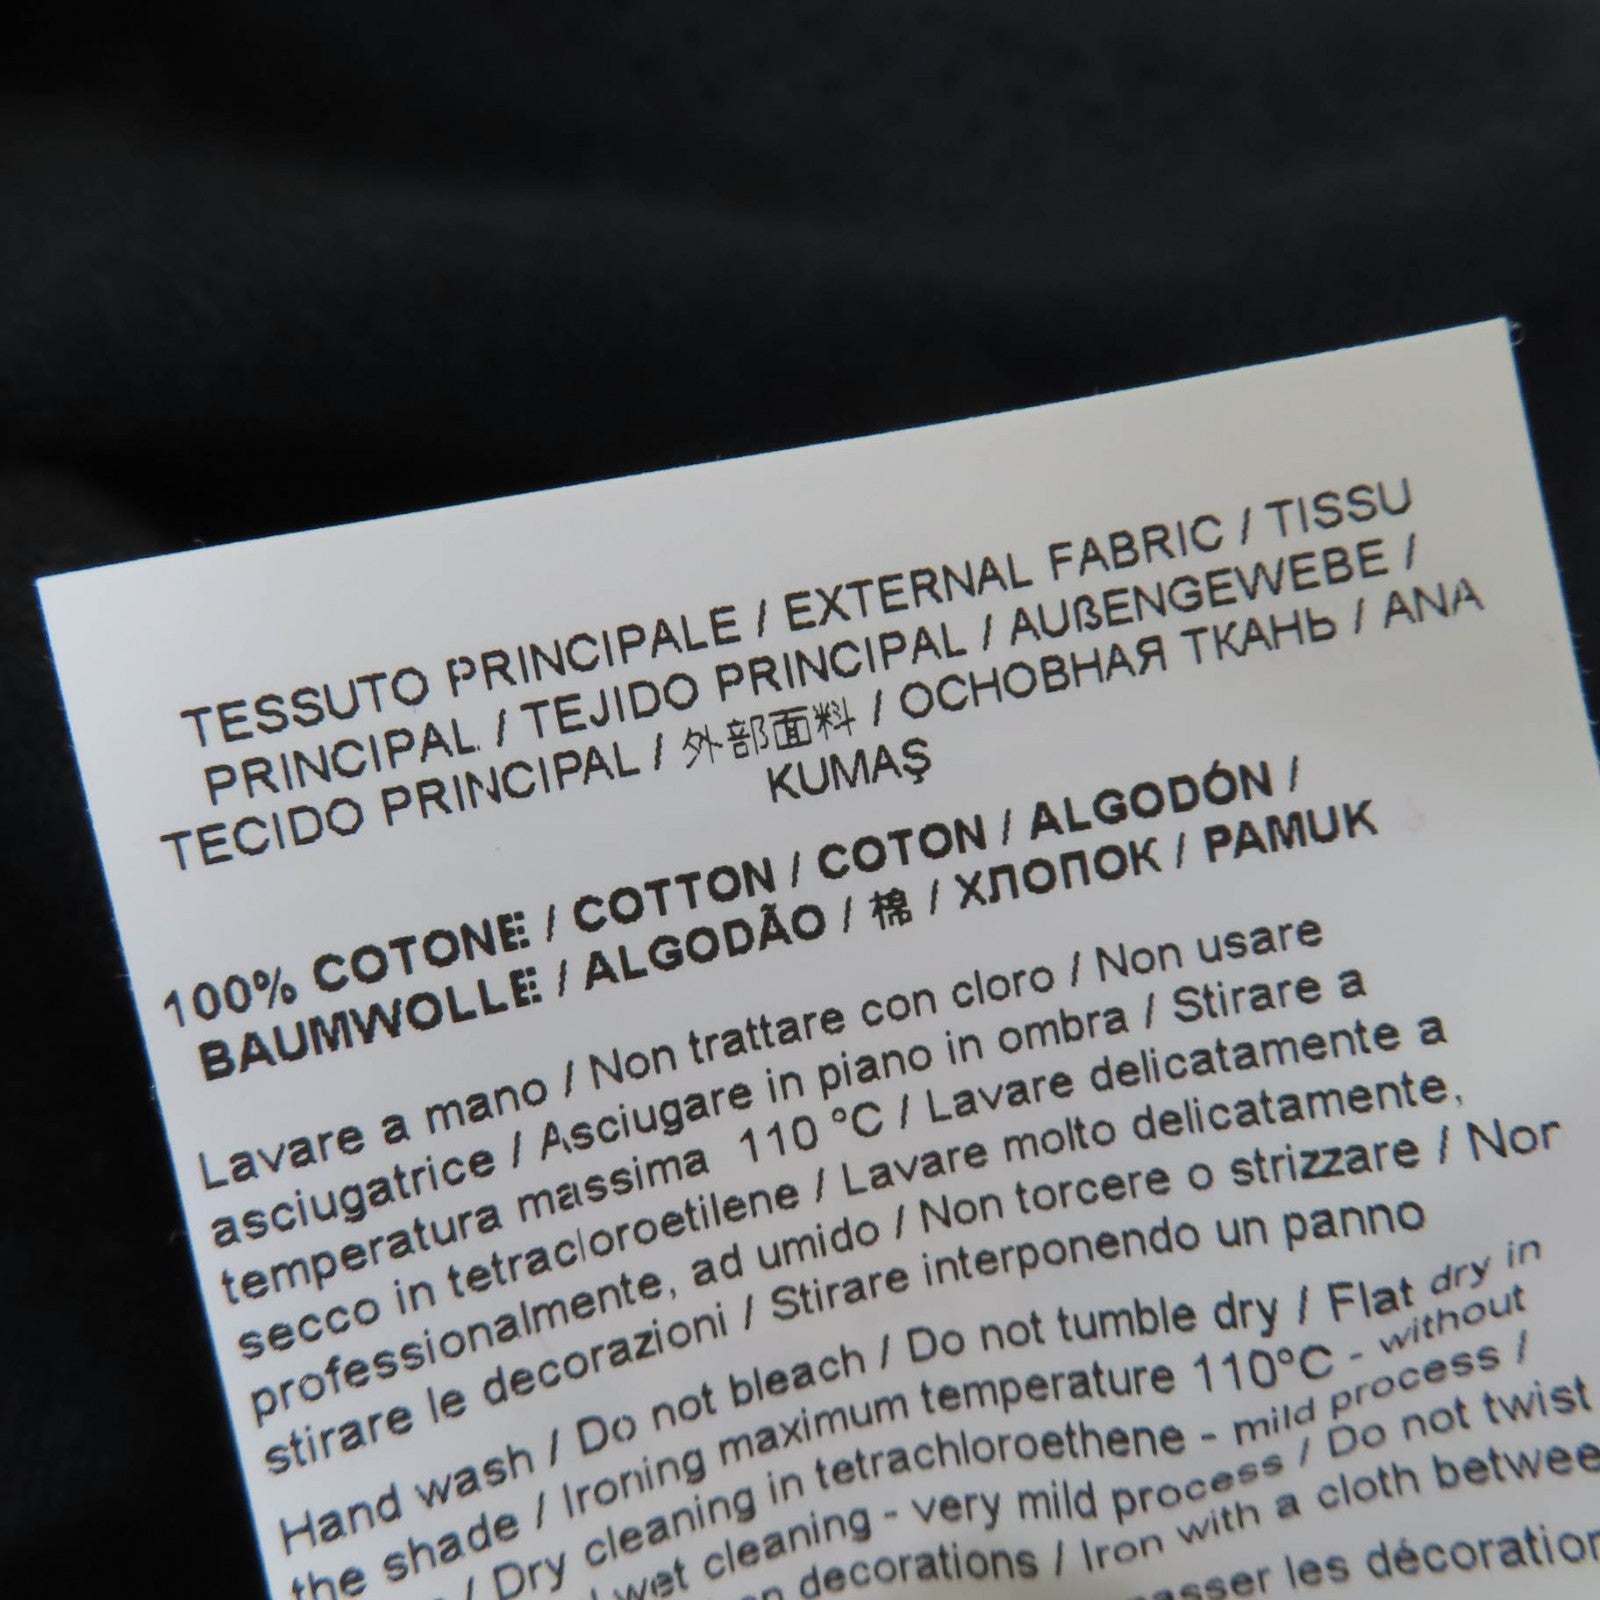 TESSUTO PRINCIPALE / EXTERNAL FABRIC / TISSU
PRINCIPAL / TEJIDO PRINCIPAL / AUßENGEWEBE /
TECIDO PRINCIPAL / 外部面料 / ОСНОВНАЯ ТКАНЬ / ANA
KUMAŞ
100% COTONE / COTTON / COTON / ALGODÓN /
BAUMWOLLE / ALGODÃO / 棉 / ХЛОПОК / PAMUK
Lavare a mano / Non trattare con cloro / Non usare
asciugatrice / Asciugare in piano in ombra / Stirare a
temperatura massima 110 °C / Lavare delicatamente a
secco in tetracloroetilene / Lavare molto delicatamente,
professionalmente, ad umido / Non torcere o strizzare / Nor
stirare le decorazioni / Stirare interponendo un panno
Hand wash / Do not bleach / Do not tumble dry / Flat dry in
the shade / Ironing maximum temperature 110°C - without
/ Dry cleaning in tetrachloroethene - mild process /
wet cleaning - very mild process / Do not twist
decorations / Iron with a cloth betwee
les décoration